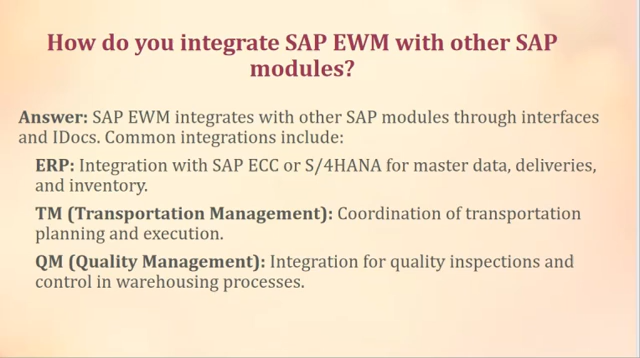 How do you integrate SAP EWM with other SAP
modules?
Answer: SAP EWM integrates with other SAP modules through interfaces
and IDocs. Common integrations include:
ERP: Integration with SAP ECC or S/4HANA for master data, deliveries,
and inventory.
TM (Transportation Management): Coordination of transportation
planning and execution.
QM (Quality Management): Integration for quality inspections and
control in warehousing processes.